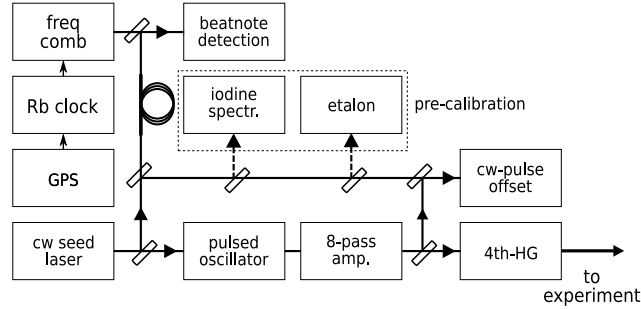 freq
comb
beatnote
detection
Rb clock
iodine
spectr.
etalon
pre-calibration
GPS
cw-pulse
offset
cw seed
laser
pulsed
oscillator
8-pass
amp.
4th-HG
to
experiment